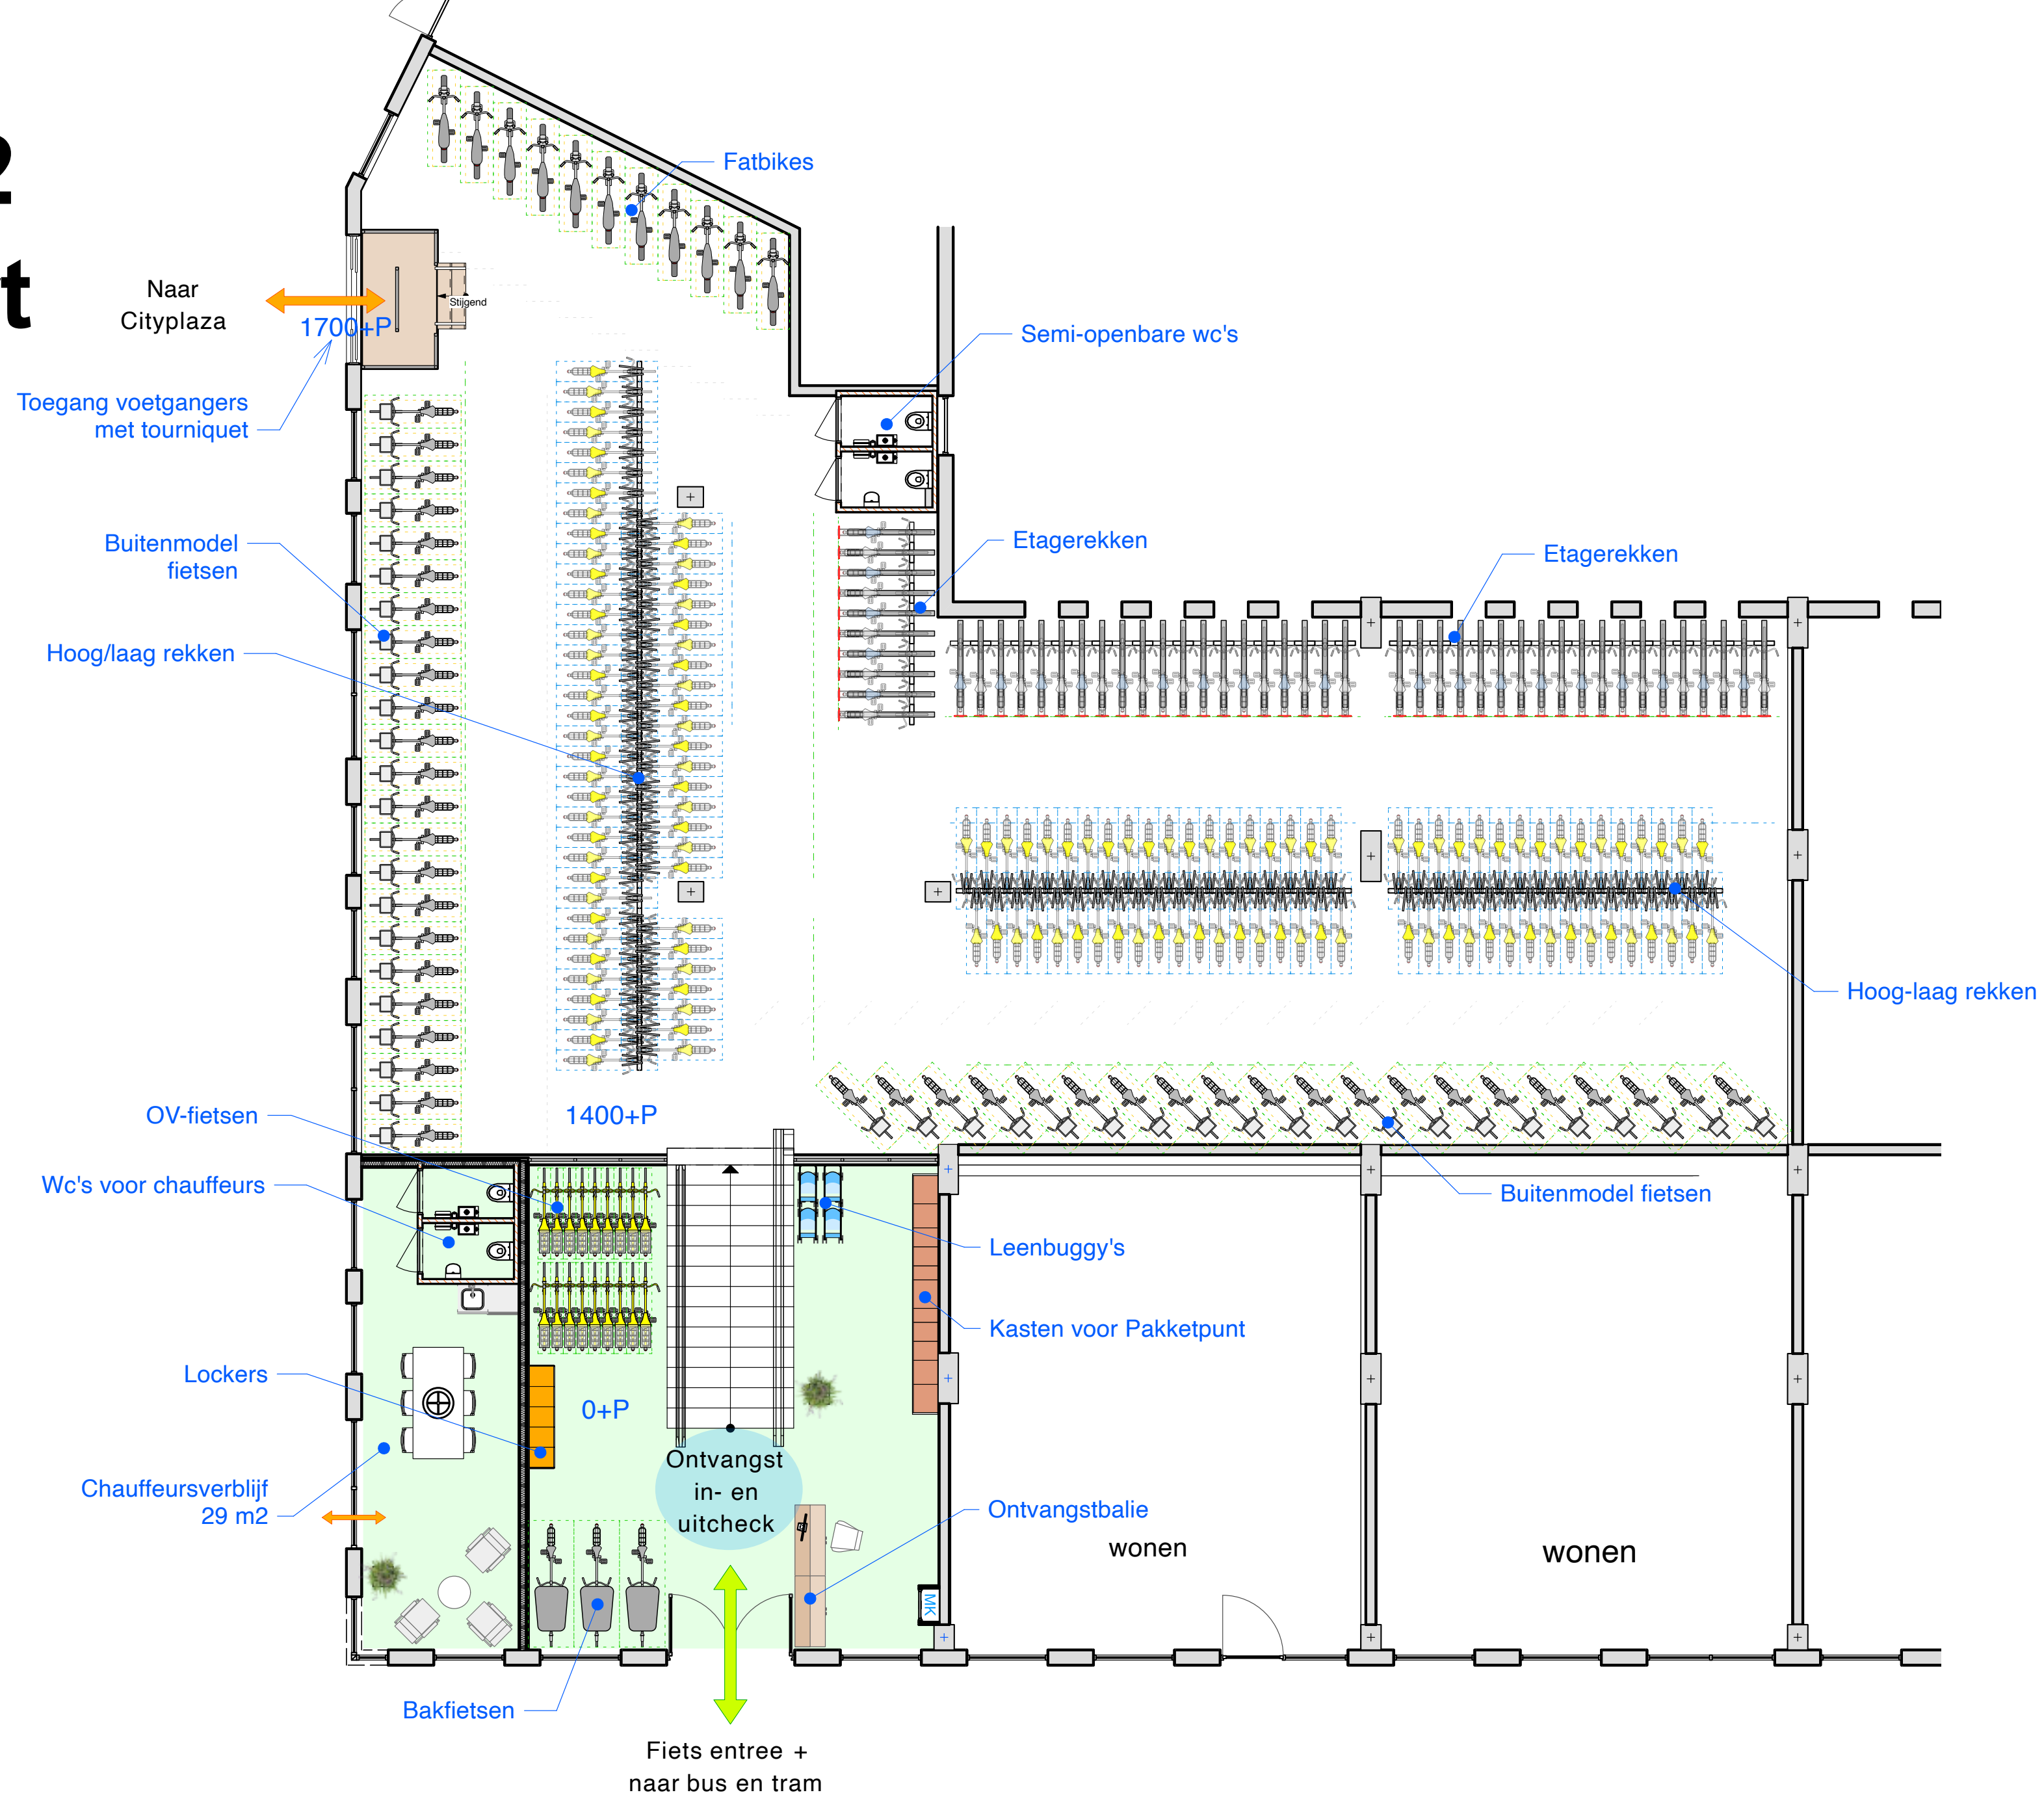 2
t
Fatbikes
Naar
Cityplaza
Stijgend
1700+P
Semi-openbare wc's
Toegang voetgangers
met tourniquet
Buitenmodel
fietsen
Etagerekken
Etagerekken
Hoog/laag rekken
Hoog-laag rekken
OV-fietsen
1400+P
Wc's voor chauffeurs
Buitenmodel fietsen
Leenbuggy's
Kasten voor Pakketpunt
Lockers
0+P
Ontvangst
in- en
uitcheck
Chauffeursverblijf
29 m2
Ontvangstbalie
wonen
wonen
MK
Bakfietsen
Fiets entree +
naar bus en tram